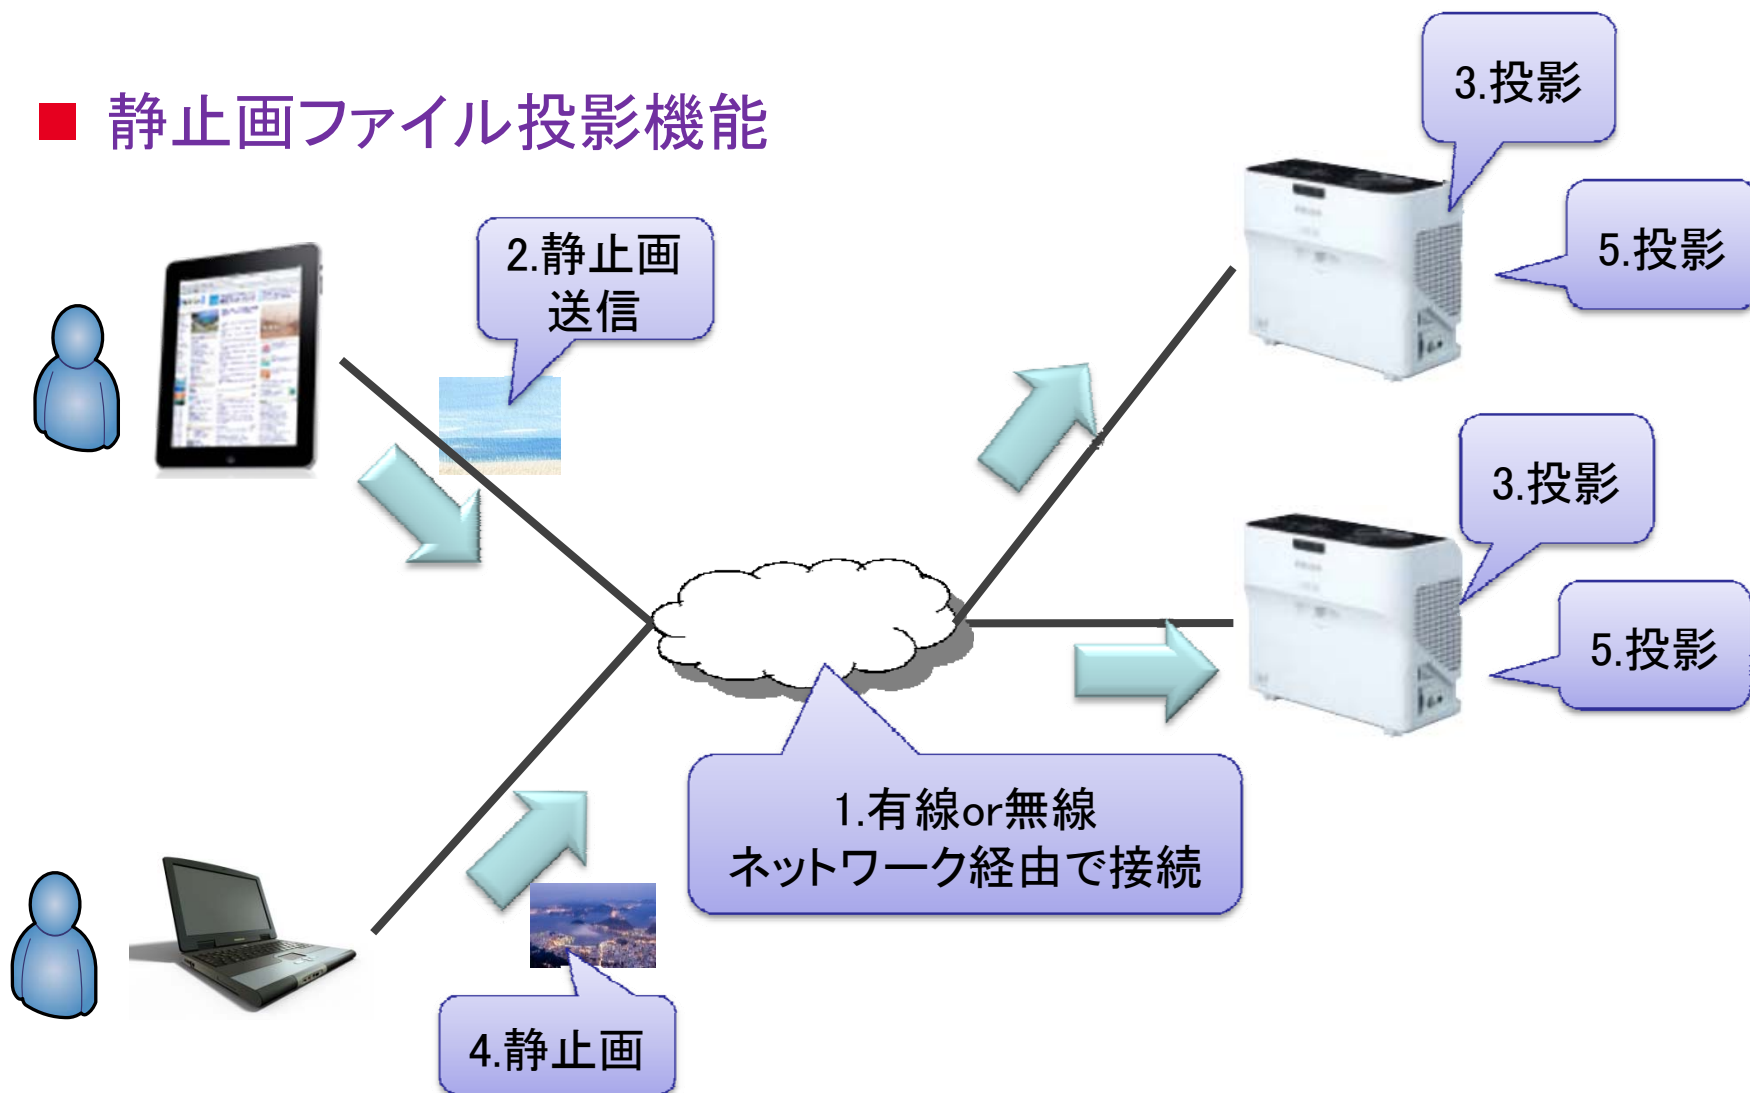 静止画ファイル投影機能
3.投影
5.投影
2.静止画
送信
3.投影
5.投影
1.有線or無線
ネットワーク経由で接続
4.静止画